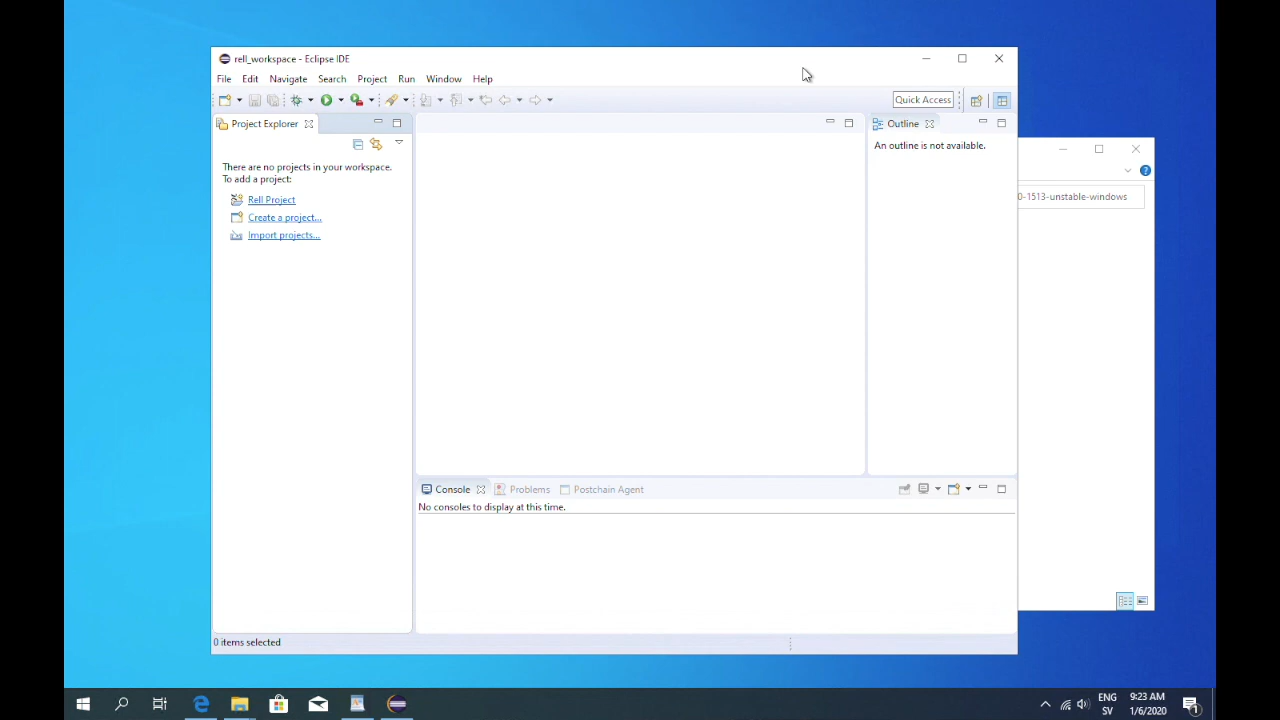 rell_workspace - Eclipse IDE
File Edit Navigate Search Project Run Window Help
Quick Access
Project Explorer
Outline
There are no projects in your workspace.
To add a project:
Rell Project
Create a project...
Import projects...
An outline is not available.
0-1513-unstable-windows
Console Problems Postchain Agent
No consoles to display at this time.
0 items selected
ENG
SV
9:23 AM
1/6/2020
1